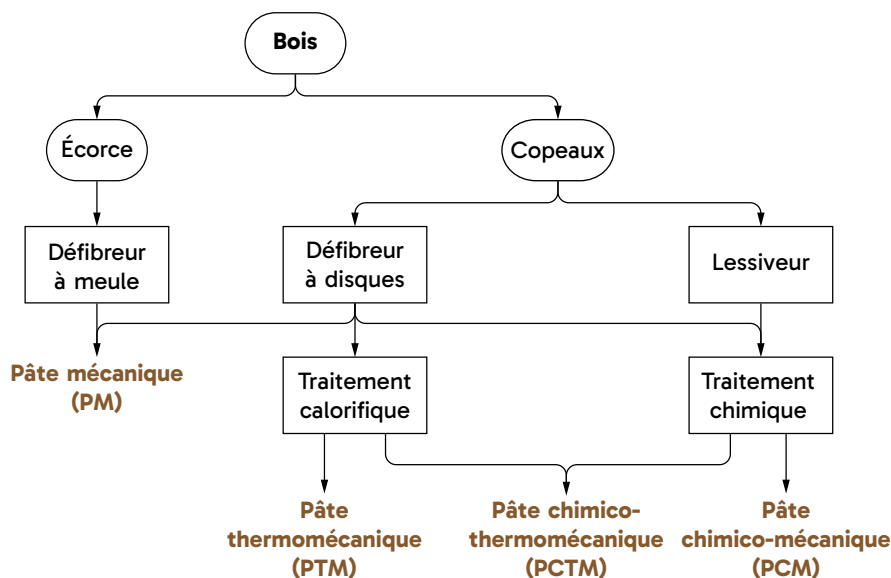 Bois
Écorce
Copeaux
Défibreur
à meule
Défibreur
à disques
Lessiveur
Pâte mécanique
(PM)
Traitement
calorifique
Traitement
chimique
Pâte
thermomécanique
(PTM)
Pâte chimico-
thermomécanique
(PCTM)
Pâte
chimico-mécanique
(PCM)